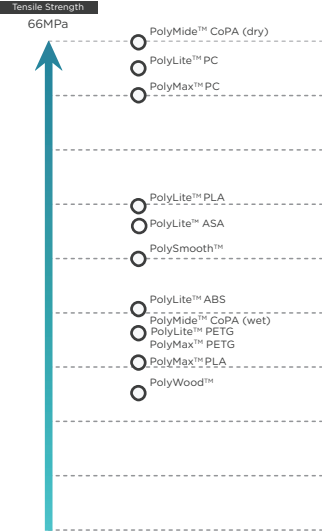 Tensile Strength
66MPa
PolyMide™ CoPA (dry)
PolyLite™ PC
PolyMax™ PC
PolyLite™ PLA
PolyLite™ ASA
PolySmooth™
PolyLite™ ABS
PolyMide™ CoPA (wet)
PolyLite™ PETG
PolyMax™ PETG
PolyMax™ PLA
PolyWood™